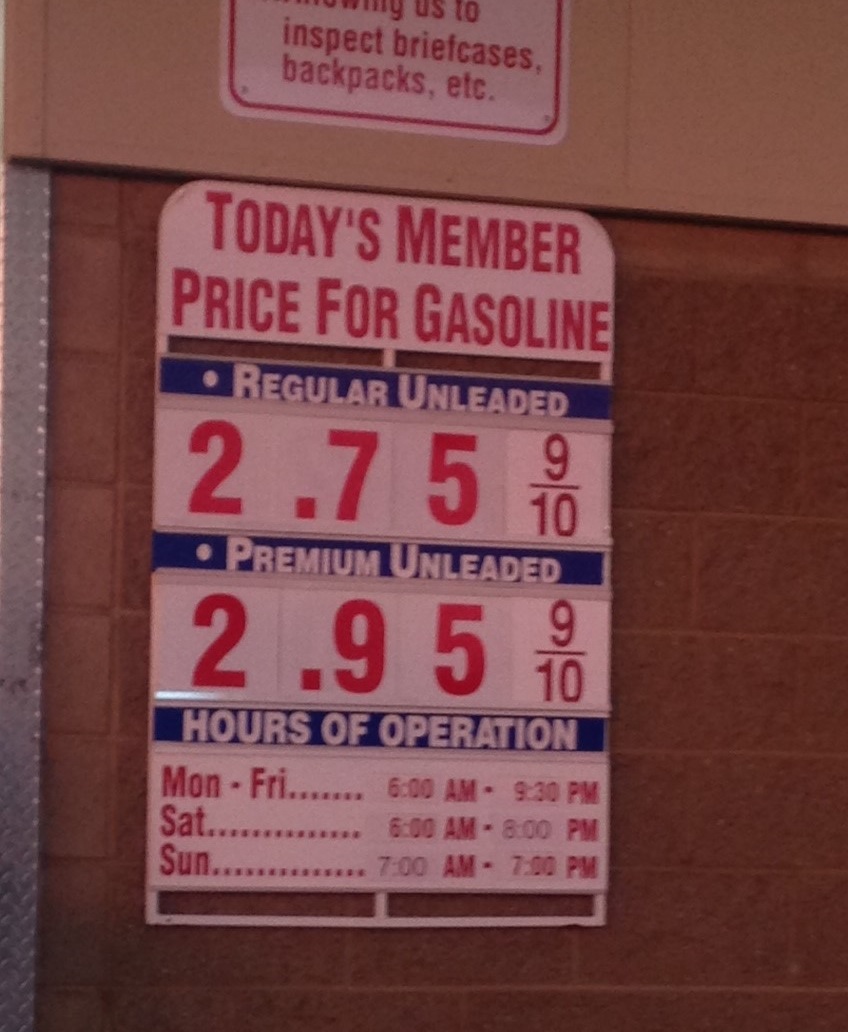 us to
inspect briefcases,
backpacks, etc.
TODAY'S MEMBER
PRICE FOR GASOLINE
• REGULAR UNLEADED
2 .7 5 9/10
• PREMIUM UNLEADED
2 .9 5 9/10
HOURS OF OPERATION
Mon - Fri....... 6:00 AM - 9:30 PM
Sat.............. 6:00 AM - 8:00 PM
Sun.............. 7:00 AM - 7:00 PM